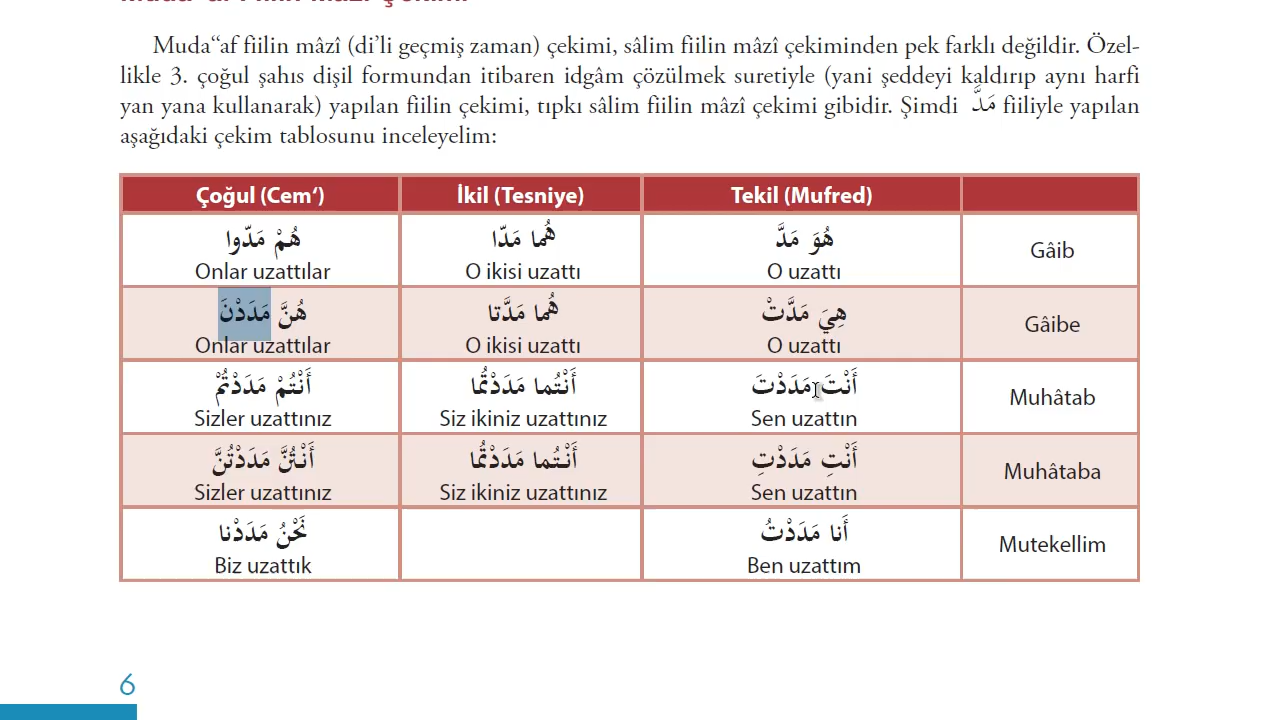 Muda“af fiilin mâzî (di’li geçmiş zaman) çekimi, sâlim fiilin mâzî çekiminden pek farklı değildir. Özel-
likle 3. çoğul şahıs dişil formundan itibaren idgâm çözülmek suretiyle (yani şeddeyi kaldırıp aynı harfi
yan yana kullanarak) yapılan fiilin çekimi, tıpkı sâlim fiilin mâzî çekimi gibidir. Şimdi مَدَّ fiiliyle yapılan
aşağıdaki çekim tablosunu inceleyelim:
Çoğul (Cem‘) İkil (Tesniye) Tekil (Mufred)
هُمْ مَدّوا هُما مَدّا هُوَ مَدَّ
Onlar uzattılar O ikisi uzattı O uzattı Gâib
هُنَّ مَدَدْنَ هُما مَدَّتا هِيَ مَدَّتْ
Onlar uzattılar O ikisi uzattı O uzattı Gâibe
أَنْتُمْ مَدَدْتُمْ أَنْتُما مَدَدْتُما أَنْتَ مَدَدْتَ
Sizler uzattınız Siz ikiniz uzattınız Sen uzattın Muhâtab
أَنْتُنَّ مَدَدْتُنَّ أَنْتُما مَدَدْتُما أَنْتِ مَدَدْتِ
Sizler uzattınız Siz ikiniz uzattınız Sen uzattın Muhâtaba
نَحْنُ مَدَدْنا أَنا مَدَدْتُ
Biz uzattık Ben uzattım Mutekellim
6